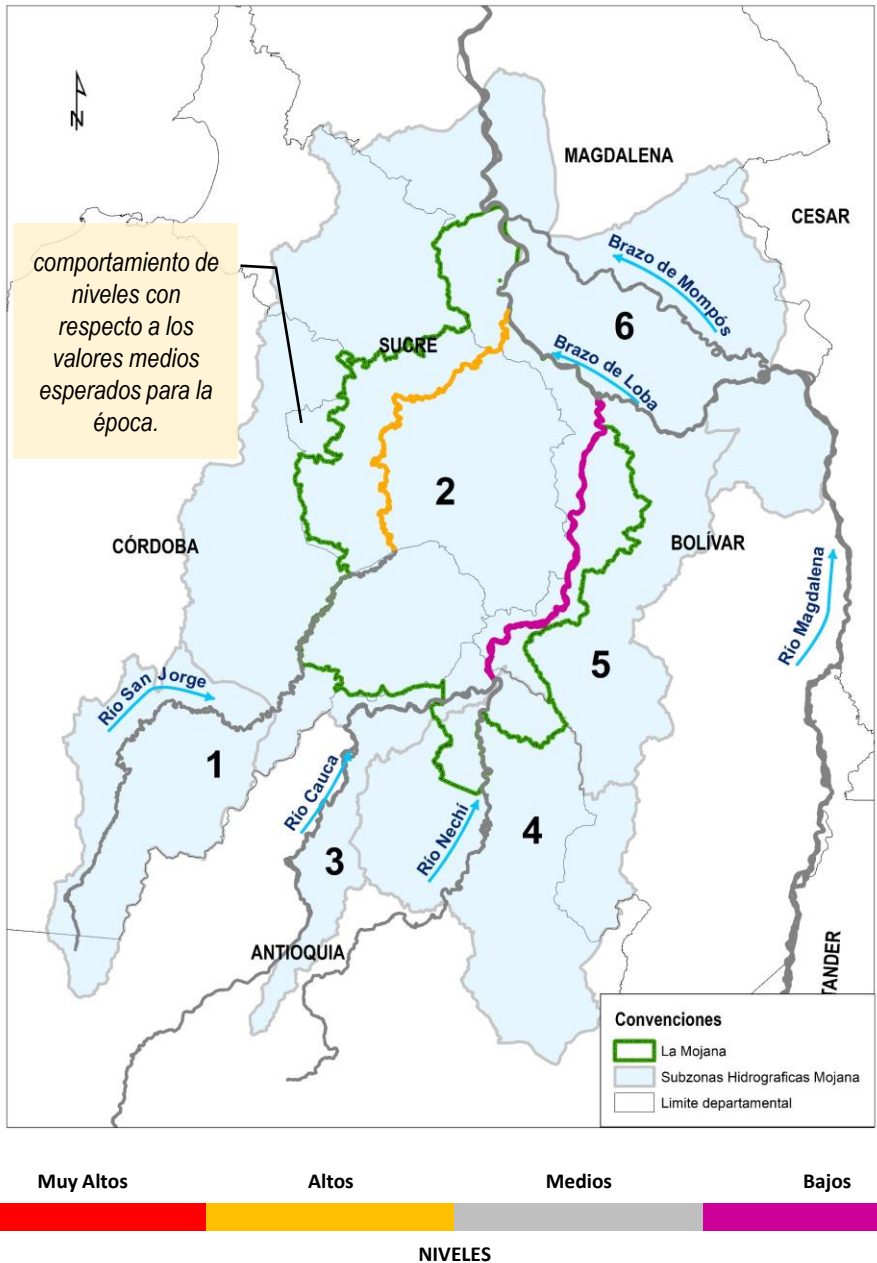 N
MAGDALENA
CESAR
comportamiento de
niveles con
respecto a los
valores medios
esperados para la
época.
Brazo de Mompós
6
SUCRE
Brazo de Loba
2
CÓRDOBA
BOLÍVAR
Río Magdalena
5
Río San Jorge
1
Río Cauca
Río Nechí
4
3
ANTIOQUIA
TANDER
Convenciones
La Mojana
Subzonas Hidrograficas Mojana
Limite departamental
Muy Altos Altos Medios Bajos
NIVELES